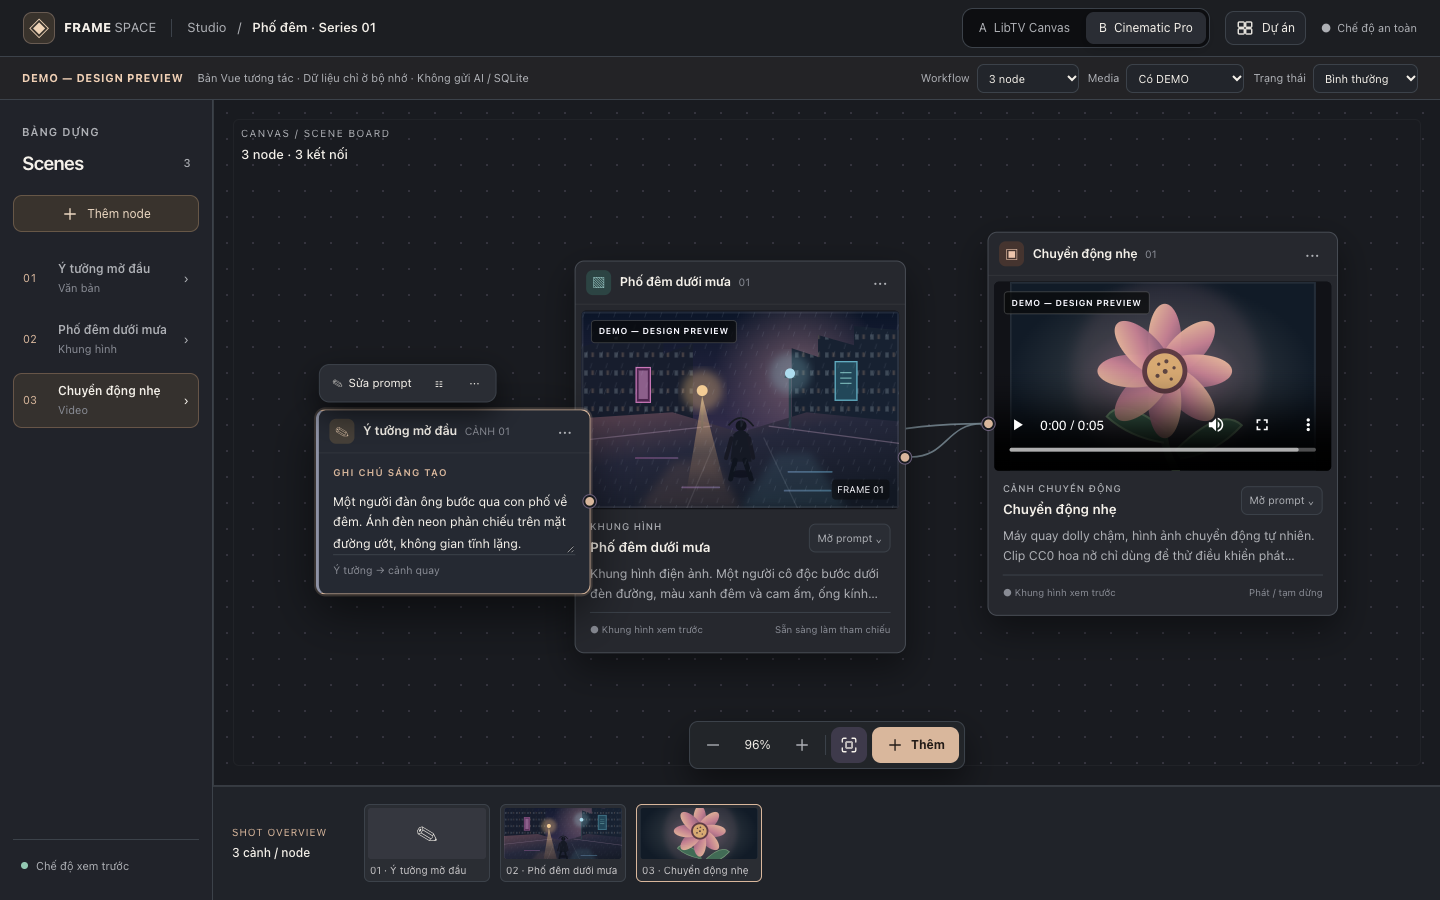 FRAME SPACE
Studio / Phố đêm · Series 01
A LibTV Canvas
B Cinematic Pro
Dự án
Chế độ an toàn
DEMO — DESIGN PREVIEW
Bản Vue tương tác · Dữ liệu chỉ ở bộ nhớ · Không gửi AI / SQLite
Workflow
3 node
Media
Có DEMO
Trạng thái
Bình thường
BẢNG DỰNG
Scenes
3
Thêm node
01
Ý tưởng mở đầu
Văn bản
02
Phố đêm dưới mưa
Khung hình
03
Chuyển động nhẹ
Video
Chế độ xem trước
CANVAS / SCENE BOARD
3 node · 3 kết nối
Sửa prompt
Ý tưởng mở đầu CẢNH 01
GHI CHÚ SÁNG TẠO
Một người đàn ông bước qua con phố về
đêm. Ánh đèn neon phản chiếu trên mặt
đường ướt, không gian tĩnh lặng.
Ý tưởng → cảnh quay
Phố đêm dưới mưa 01
DEMO — DESIGN PREVIEW
FRAME 01
KHUNG HÌNH
Phố đêm dưới mưa
Mở prompt
Khung hình điện ảnh. Một người cô độc bước dưới
đèn đường, màu xanh đêm và cam ấm, ống kính...
Khung hình xem trước
Sẵn sàng làm tham chiếu
Chuyển động nhẹ 01
DEMO — DESIGN PREVIEW
0:00 / 0:05
CẢNH CHUYỂN ĐỘNG
Chuyển động nhẹ
Mở prompt
Máy quay dolly chậm, hình ảnh chuyển động tự nhiên.
Clip CC0 hoa nở chỉ dùng để thử điều khiển phát...
Khung hình xem trước
Phát / tạm dừng
96%
Thêm
SHOT OVERVIEW
3 cảnh / node
01 · Ý tưởng mở đầu
02 · Phố đêm dưới mưa
03 · Chuyển động nhẹ